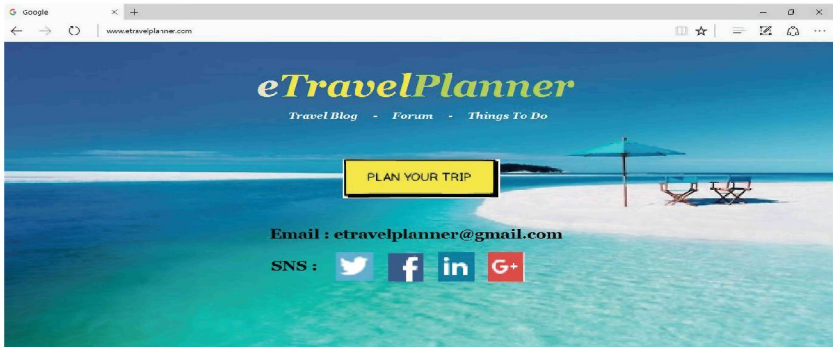 Google
www.etravelplanner.com
eTravelPlanner
Travel Blog - Forum - Things To Do
PLAN YOUR TRIP
Email : etravelplanner@gmail.com
SNS :
f in G+